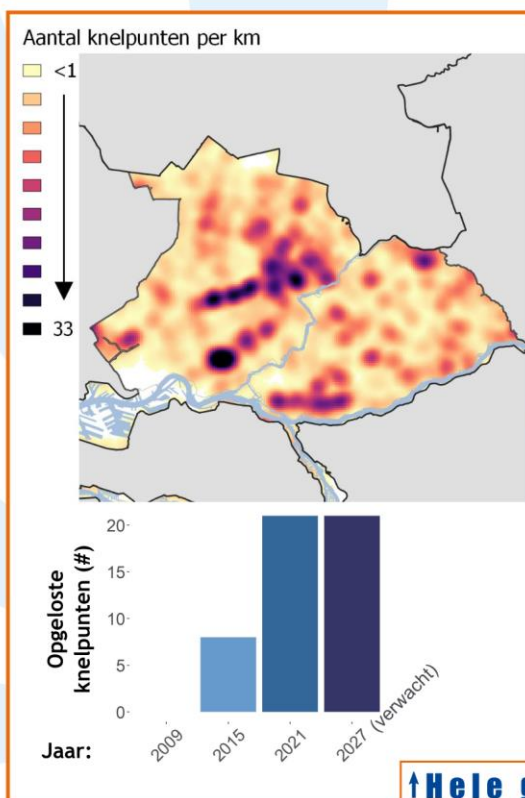 Aantal knelpunten per km
<1
33
Opgeloste
knelpunten (#)
20
15
10
5
0
Jaar:
2009
2015
2021
2027 (verwacht)
↑Hele